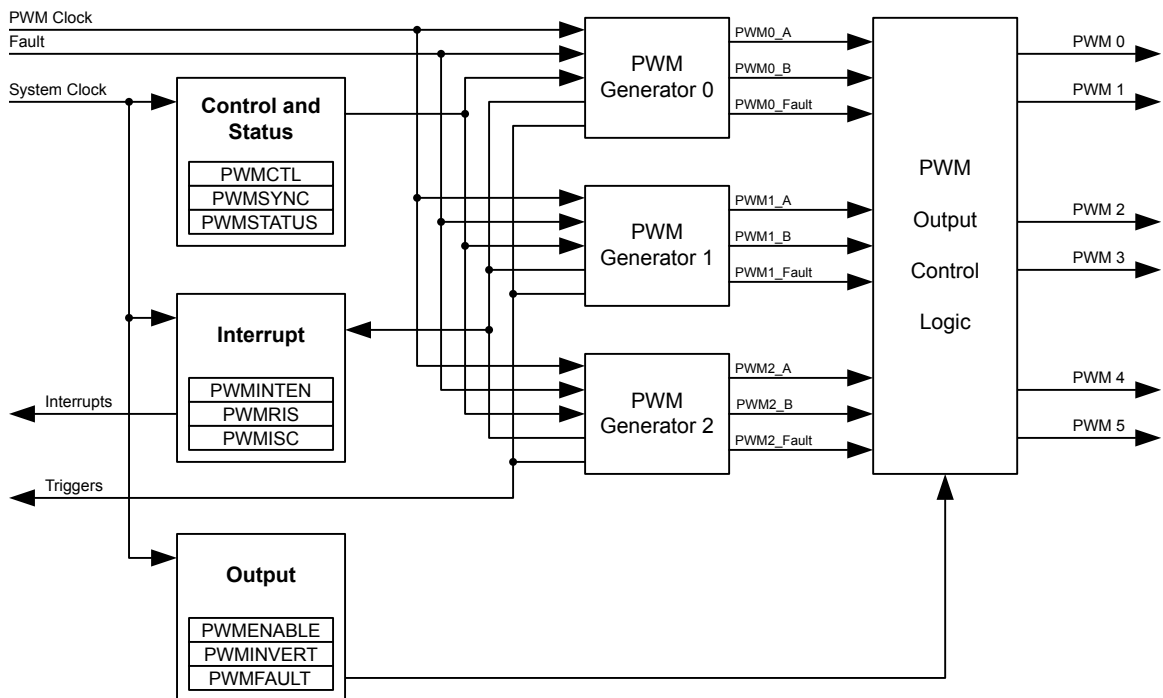 PWM Clock
Fault
System Clock
Control and
Status
PWMCTL
PWMSYNC
PWMSTATUS
Interrupt
PWMINTEN
PWMRIS
PWMISC
Interrupts
Triggers
Output
PWMENABLE
PWMINVERT
PWMFAULT
PWM
Generator 0
PWM0_A
PWM0_B
PWM0_Fault
PWM
Generator 1
PWM1_A
PWM1_B
PWM1_Fault
PWM
Generator 2
PWM2_A
PWM2_B
PWM2_Fault
PWM
Output
Control
Logic
PWM 0
PWM 1
PWM 2
PWM 3
PWM 4
PWM 5